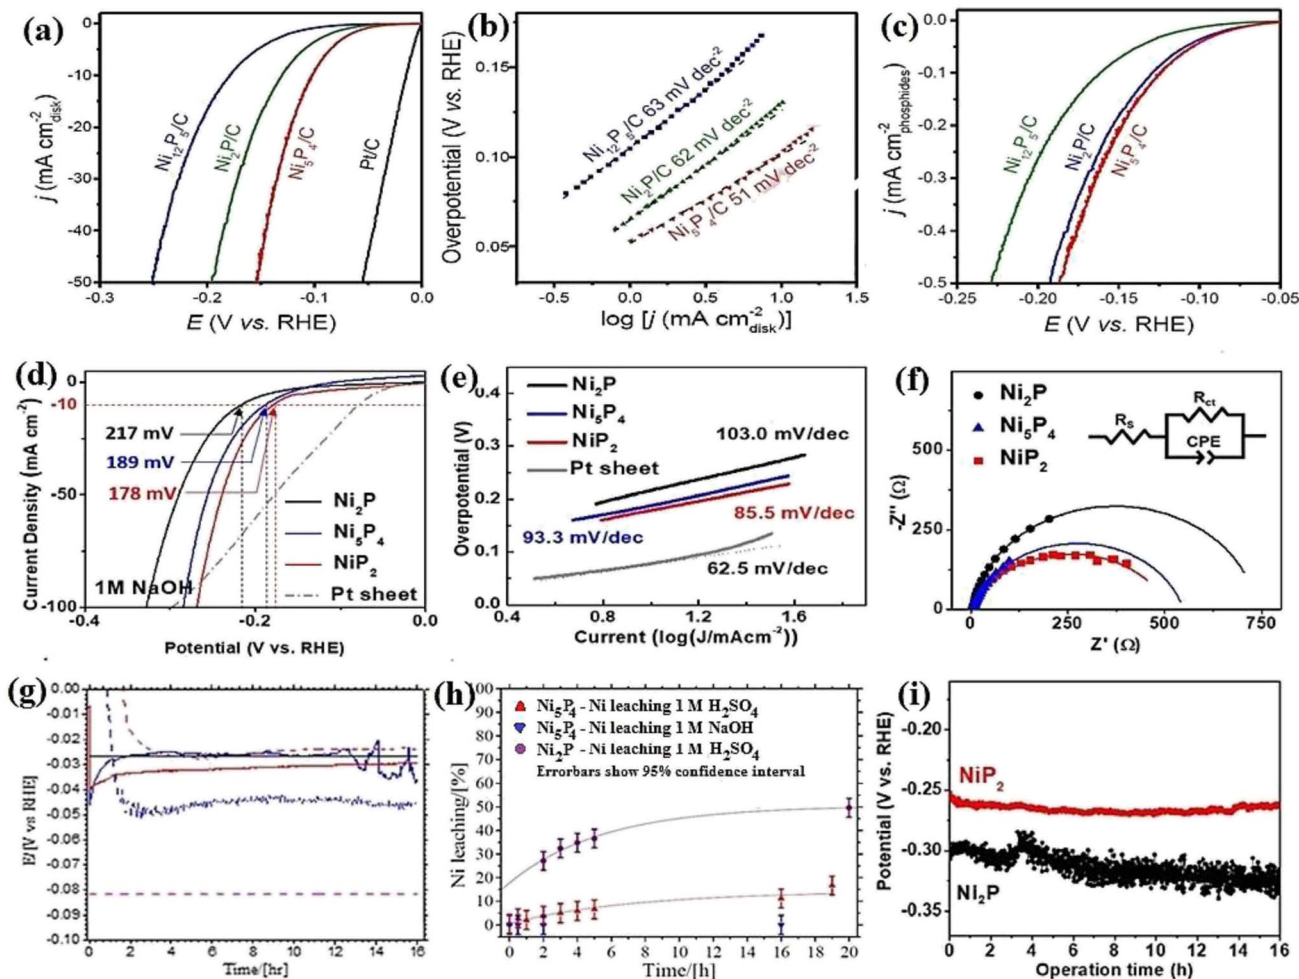 (a)
0
-10
-20
-30
-40
-50
j (mA cm⁻²disk)
Ni₁₂P₅/C
Ni₂P/C
Ni₅P₄/C
Pt/C
-0.3
-0.2
-0.1
0.0
E (V vs. RHE)
(b)
Overpotential (V vs. RHE)
0.15
0.10
0.05
Ni₁₂P₅/C 63 mV dec⁻²
Ni₂P/C 62 mV dec⁻²
Ni₅P₄/C 51 mV dec⁻²
-0.5
0.0
0.5
1.0
1.5
log [j (mA cm⁻²disk)]
(c)
0.0
-0.1
-0.2
-0.3
-0.4
-0.5
j (mA cm⁻²phosphides)
Ni₁₂P₅/C
Ni₂P/C
Ni₅P₄/C
-0.25
-0.20
-0.15
-0.10
-0.05
E (V vs. RHE)
(d)
0
-10
-50
-100
Current Density (mA cm⁻²)
217 mV
189 mV
178 mV
Ni₂P
Ni₅P₄
NiP₂
Pt sheet
1M NaOH
-0.4
-0.2
0.0
Potential (V vs. RHE)
(e)
Overpotential (V)
0.4
0.3
0.2
0.1
0.0
Ni₂P
Ni₅P₄
NiP₂
Pt sheet
103.0 mV/dec
85.5 mV/dec
93.3 mV/dec
62.5 mV/dec
0.4
0.8
1.2
1.6
Current (log(J/mAcm⁻²))
(f)
Ni₂P
Ni₅P₄
NiP₂
Rs
Rct
CPE
-Z" (Ω)
500
250
0
0
250
500
750
Z' (Ω)
(g)
0.00
-0.01
-0.02
-0.03
-0.04
-0.05
-0.06
-0.07
-0.08
-0.09
-0.10
E/[V vs RHE]
0
4
8
12
16
Time/[hr]
(h)
Ni leaching/[%]
100
90
80
70
60
50
40
30
20
10
0
Ni₅P₄ - Ni leaching 1 M H₂SO₄
Ni₅P₄ - Ni leaching 1 M NaOH
Ni₂P - Ni leaching 1 M H₂SO₄
Errorbars show 95% confidence interval
0
2
4
6
8
10
12
14
16
18
20
Time/[h]
(i)
Potential (V vs. RHE)
-0.20
-0.25
-0.30
-0.35
NiP₂
Ni₂P
0
2
4
6
8
10
12
14
16
Operation time (h)